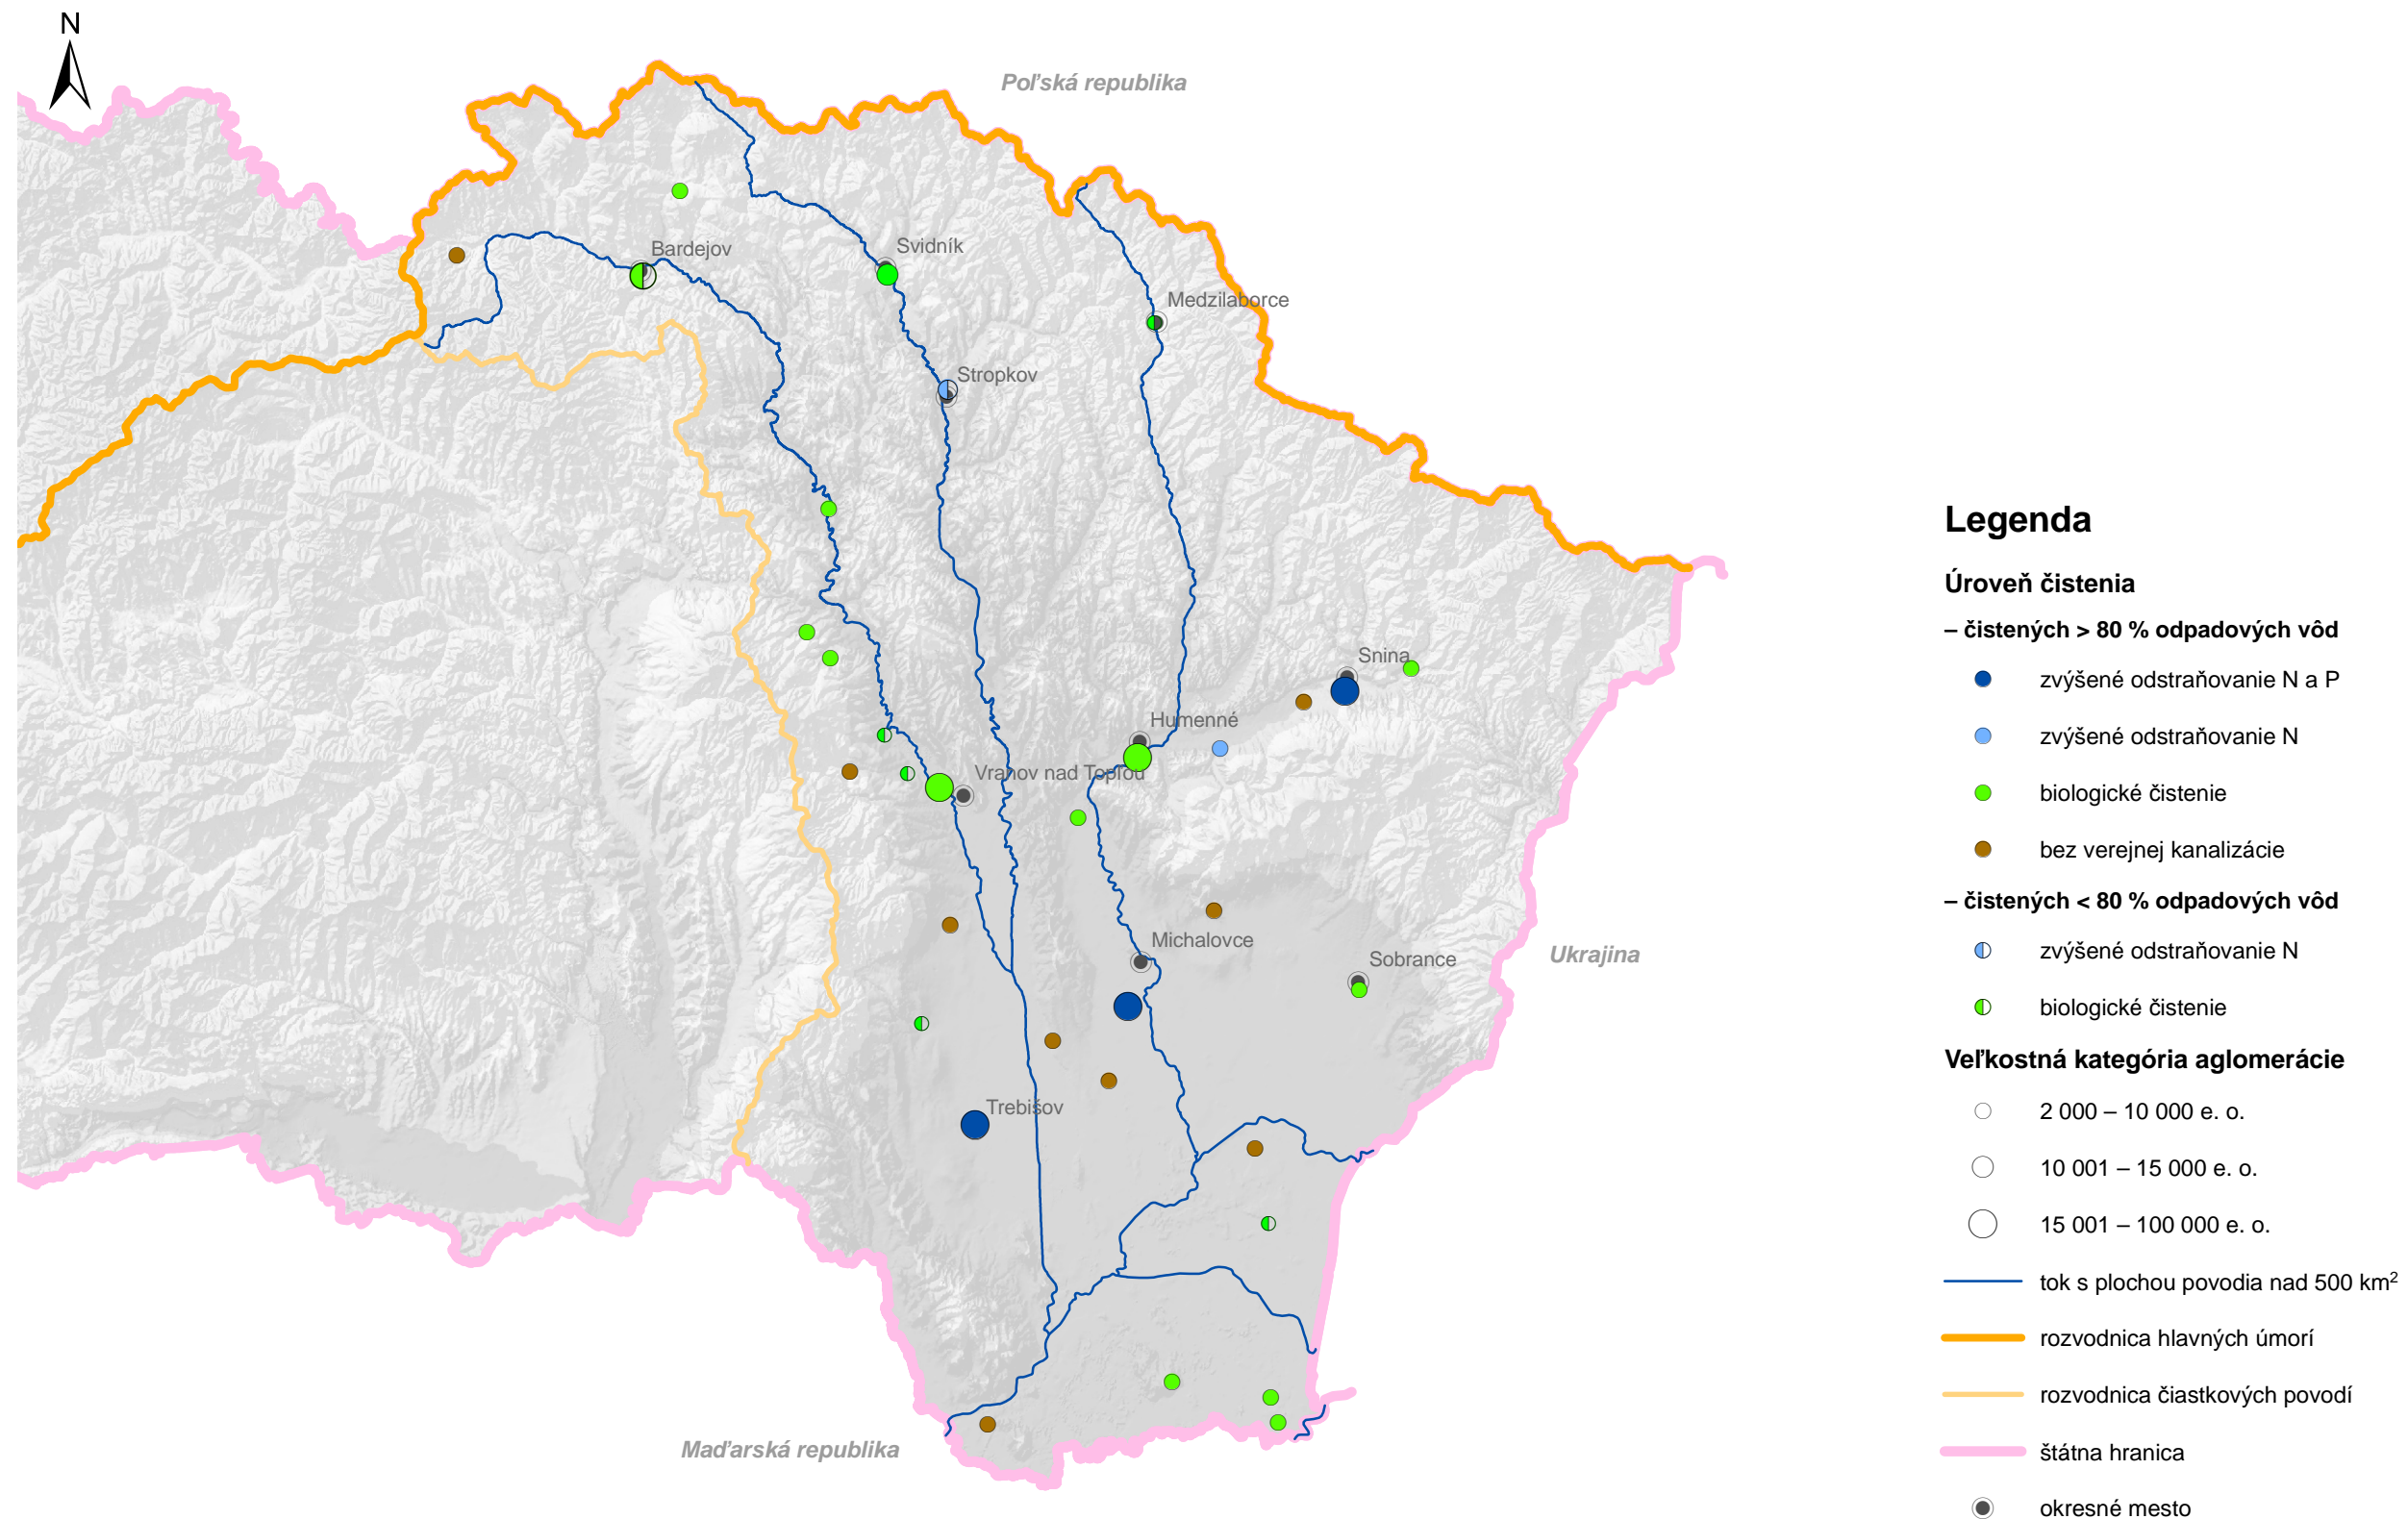 N
Poľská republika
Bardejov
Svidník
Medzilaborce
Stropkov
Snina
Humenné
Vranov nad Topľou
Michalovce
Sobrance
Ukrajina
Trebišov
Maďarská republika
Legenda
Úroveň čistenia
– čistených > 80 % odpadových vôd
zvýšené odstraňovanie N a P
zvýšené odstraňovanie N
biologické čistenie
bez verejnej kanalizácie
– čistených < 80 % odpadových vôd
zvýšené odstraňovanie N
biologické čistenie
Veľkostná kategória aglomerácie
2 000 – 10 000 e. o.
10 001 – 15 000 e. o.
15 001 – 100 000 e. o.
tok s plochou povodia nad 500 km²
rozvodnica hlavných úmorí
rozvodnica čiastkových povodí
štátna hranica
okresné mesto